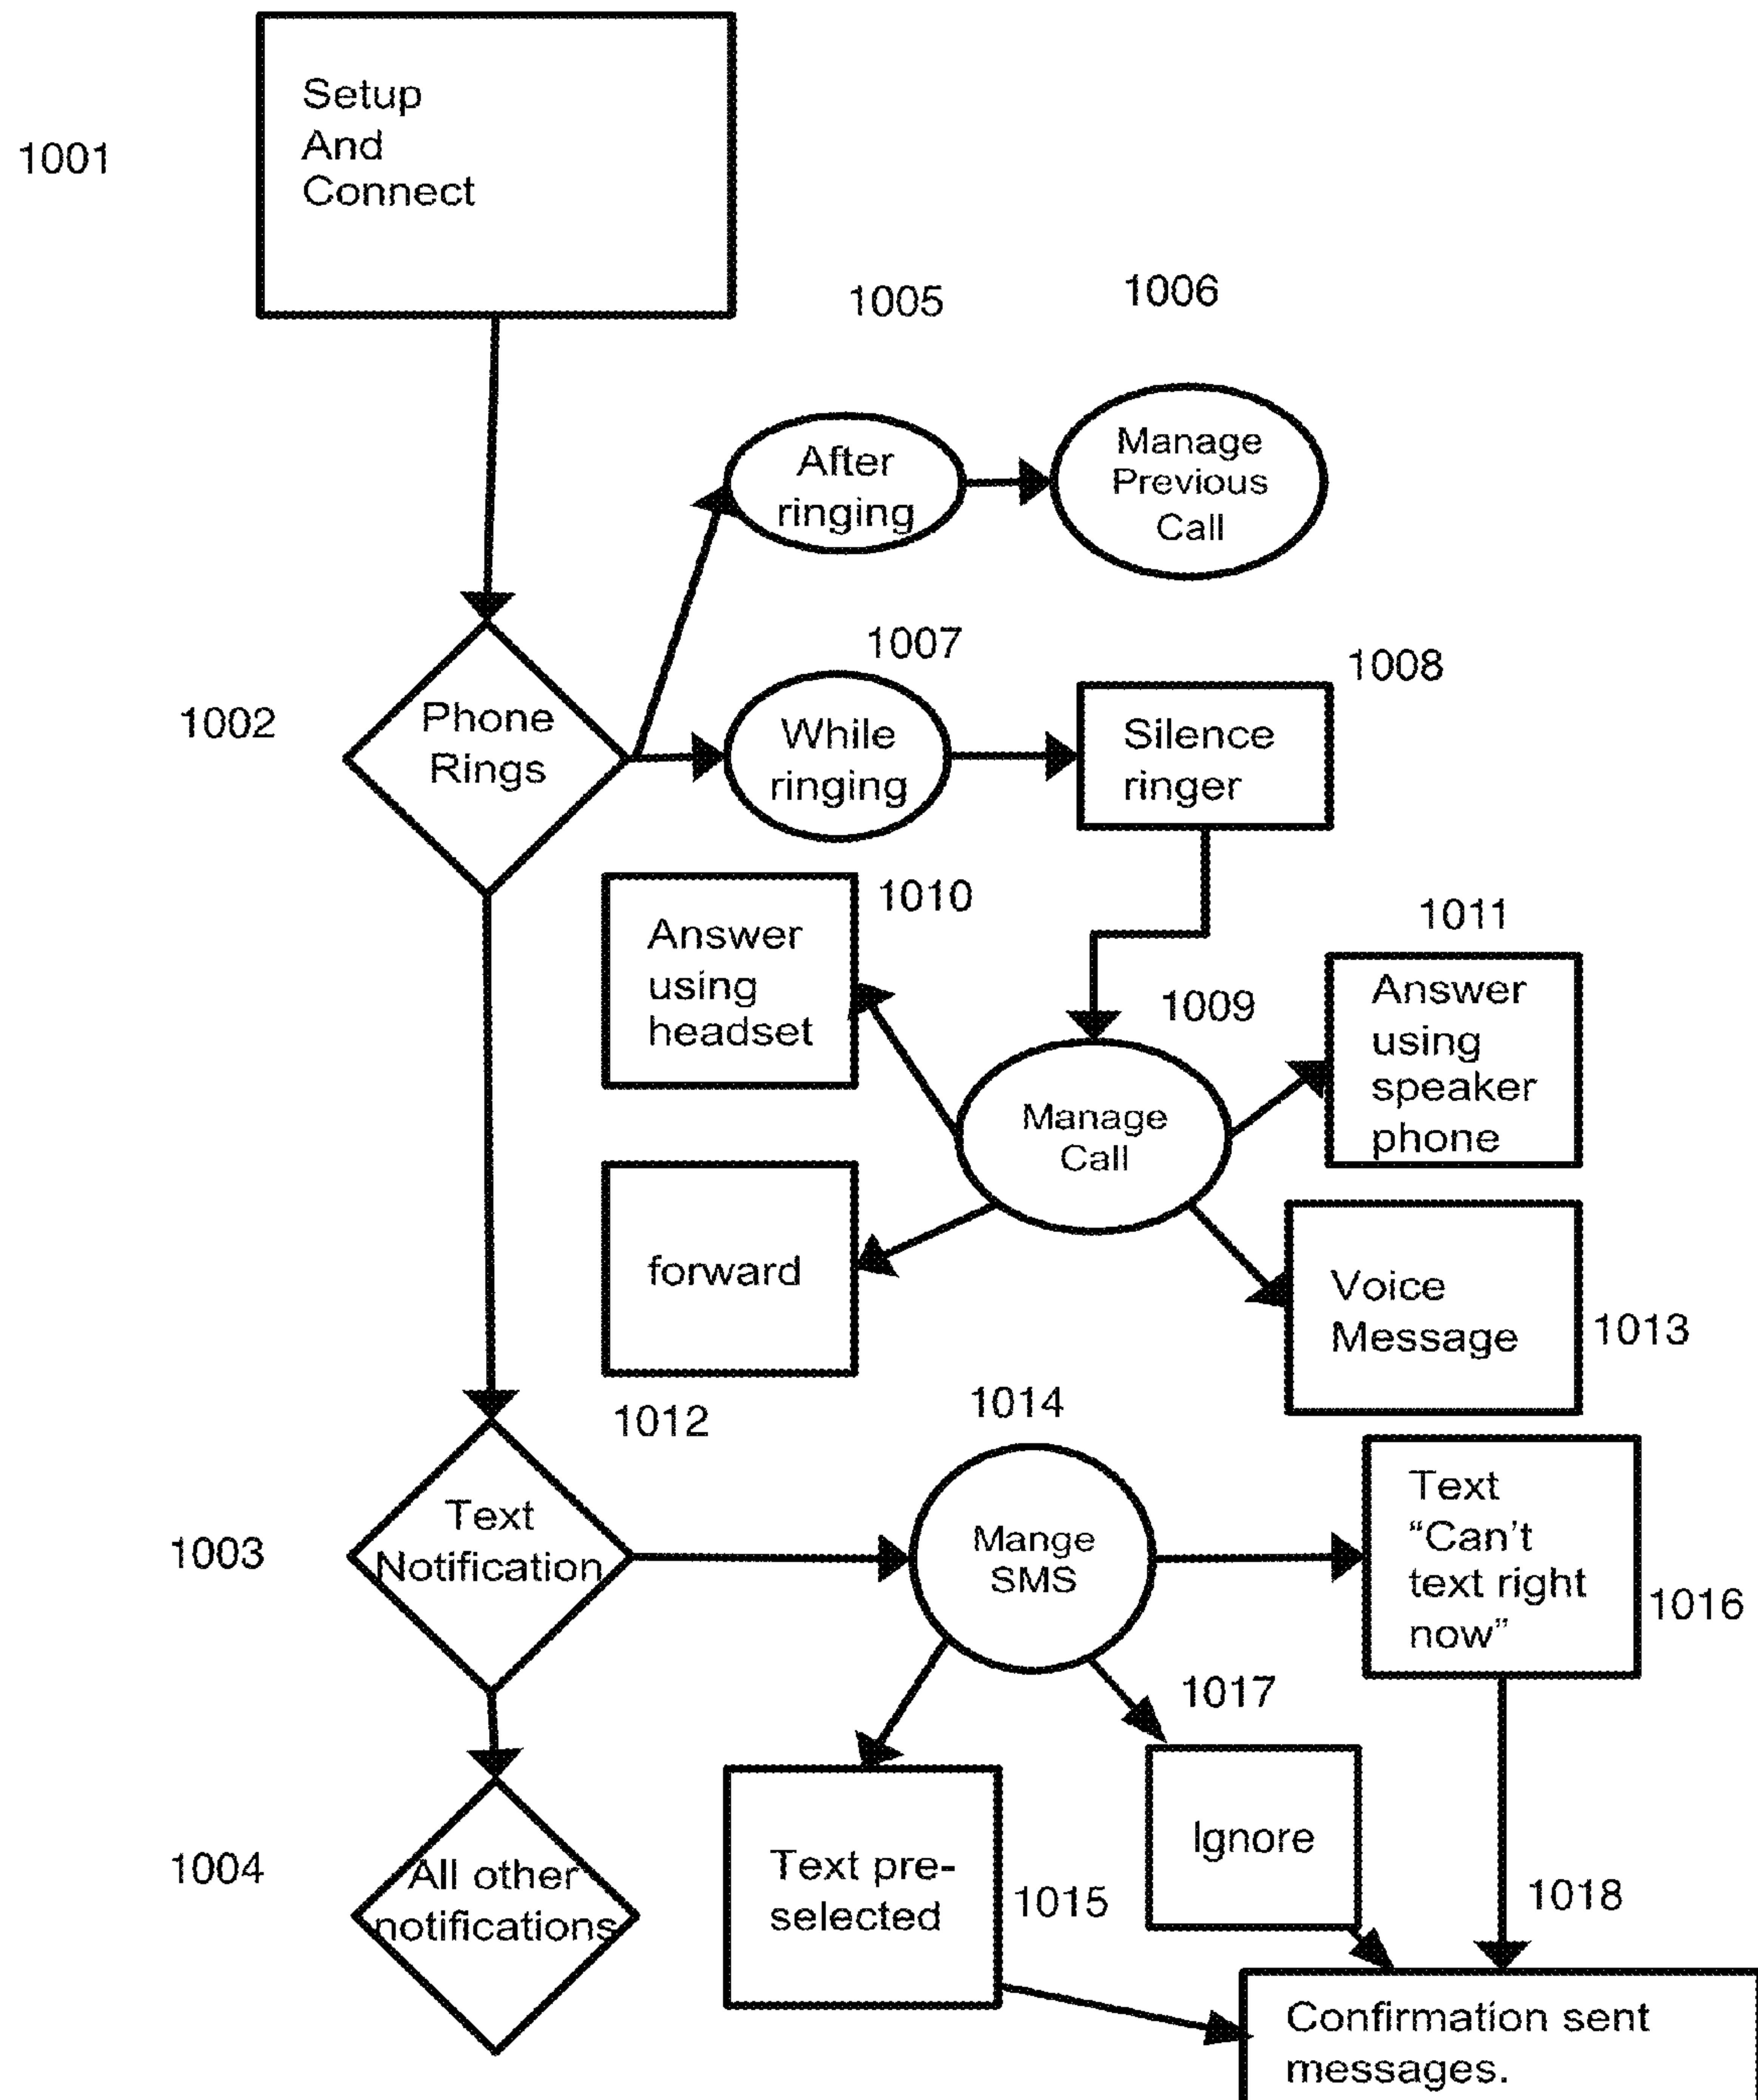 1001
Setup
And
Connect
1005
1006
After
ringing
Manage
Previous
Call
1002
Phone
Rings
1007
While
ringing
1008
Silence
ringer
1010
Answer
using
headset
1011
Answer
using
speaker
phone
1009
Manage
Call
forward
1012
Voice
Message
1013
1003
Text
Notification
1014
Mange
SMS
Text
“Can’t
text right
now”
1016
1017
Ignore
1004
All other
notifications
Text pre-
selected
1015
1018
Confirmation sent
messages.